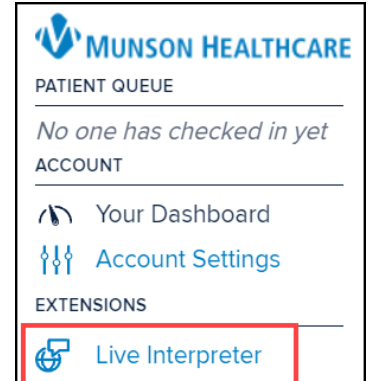 MUNSON HEALTHCARE
PATIENT QUEUE
No one has checked in yet
ACCOUNT
Your Dashboard
Account Settings
EXTENSIONS
Live Interpreter